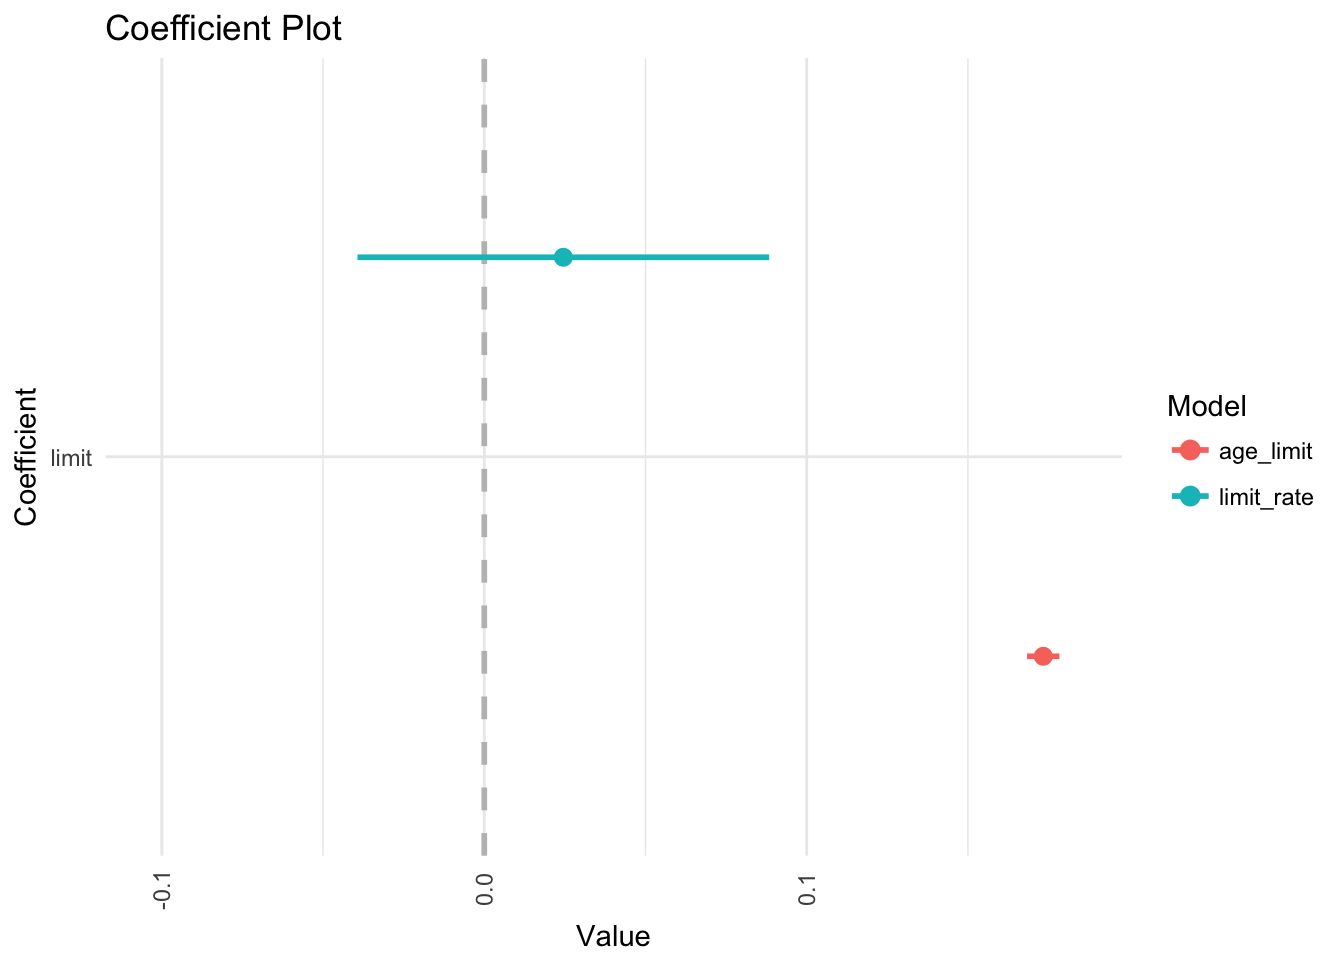 Coefficient Plot
Coefficient
limit
-0.1
0.0
0.1
Value
Model
age_limit
limit_rate